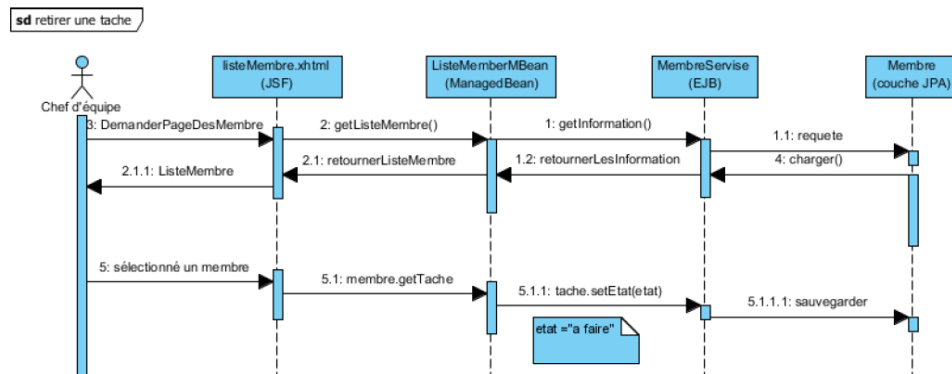 sd retirer une tache
Chef d'équipe
listeMembre.xhtml
(JSF)
ListeMemberMBean
(ManagedBean)
MembreServise
(EJB)
Membre
(couche JPA)
3: DemanderPageDesMembre
2: getListeMembre()
1: getInformation()
1.1: requete
4: charger()
1.2: retournerLesInformation
2.1: retournerListeMembre
2.1.1: ListeMembre
5: sélectionné un membre
5.1: membre.getTache
5.1.1: tache.setEtat(etat)
5.1.1.1: sauvegarder
etat ="a faire"